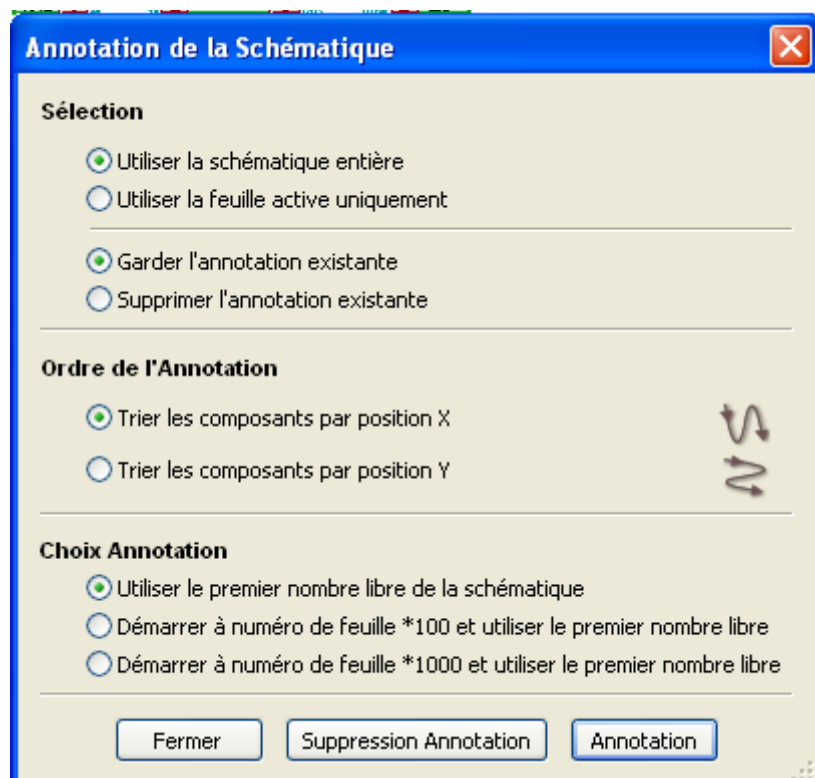 Annotation de la Schématique
Sélection
Utiliser la schématique entière
Utiliser la feuille active uniquement
Garder l'annotation existante
Supprimer l'annotation existante
Ordre de l'Annotation
Trier les composants par position X
Trier les composants par position Y
Choix Annotation
Utiliser le premier nombre libre de la schématique
Démarrer à numéro de feuille *100 et utiliser le premier nombre libre
Démarrer à numéro de feuille *1000 et utiliser le premier nombre libre
Fermer Suppression Annotation Annotation